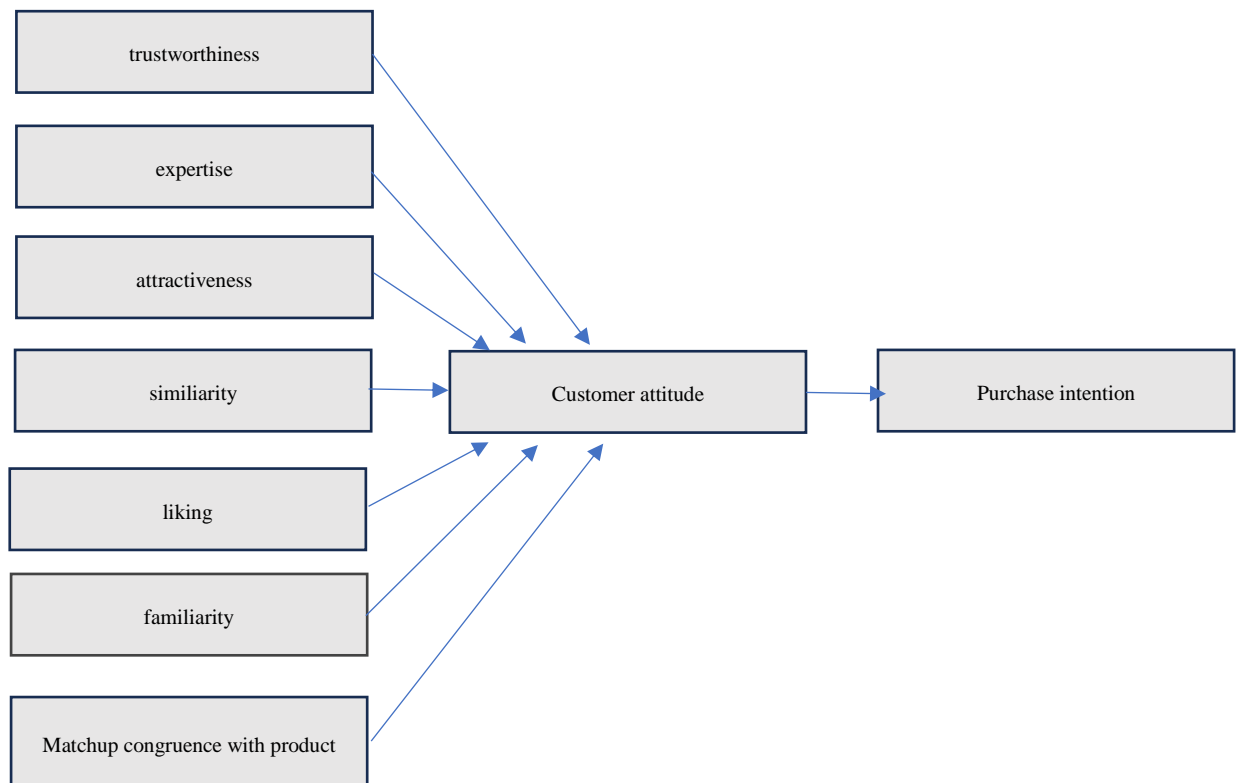 trustworthiness
expertise
attractiveness
similiarity
liking
familiarity
Matchup congruence with product
Customer attitude
Purchase intention